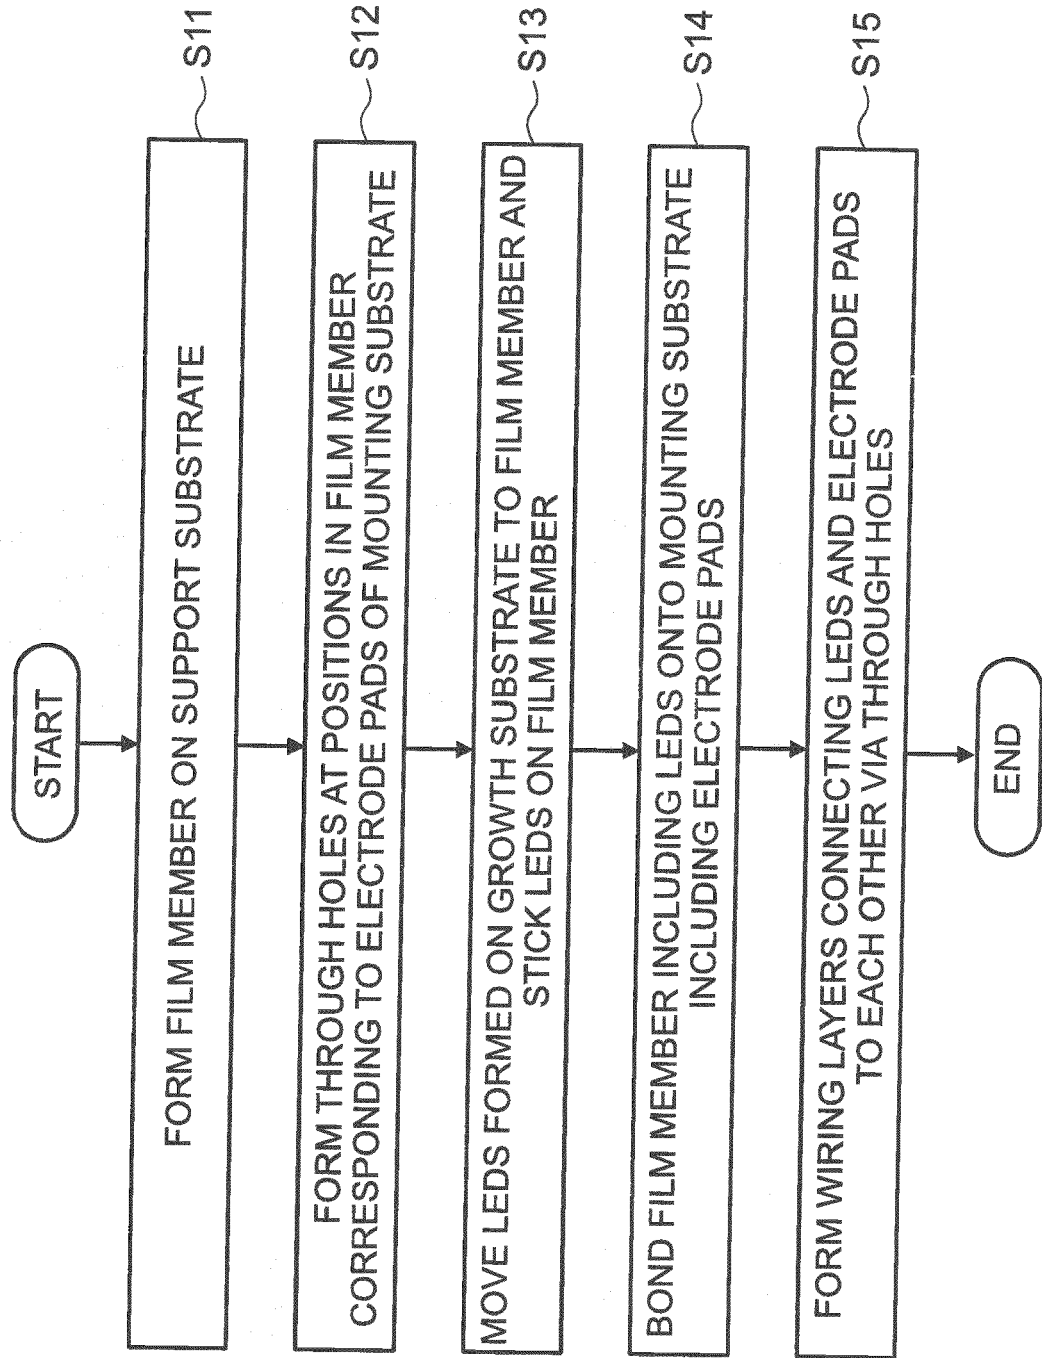 START
FORM FILM MEMBER ON SUPPORT SUBSTRATE
S11
FORM THROUGH HOLES AT POSITIONS IN FILM MEMBER
CORRESPONDING TO ELECTRODE PADS OF MOUNTING SUBSTRATE
S12
MOVE LEDS FORMED ON GROWTH SUBSTRATE TO FILM MEMBER AND
STICK LEDS ON FILM MEMBER
S13
BOND FILM MEMBER INCLUDING LEDS ONTO MOUNTING SUBSTRATE
INCLUDING ELECTRODE PADS
S14
FORM WIRING LAYERS CONNECTING LEDS AND ELECTRODE PADS
TO EACH OTHER VIA THROUGH HOLES
S15
END